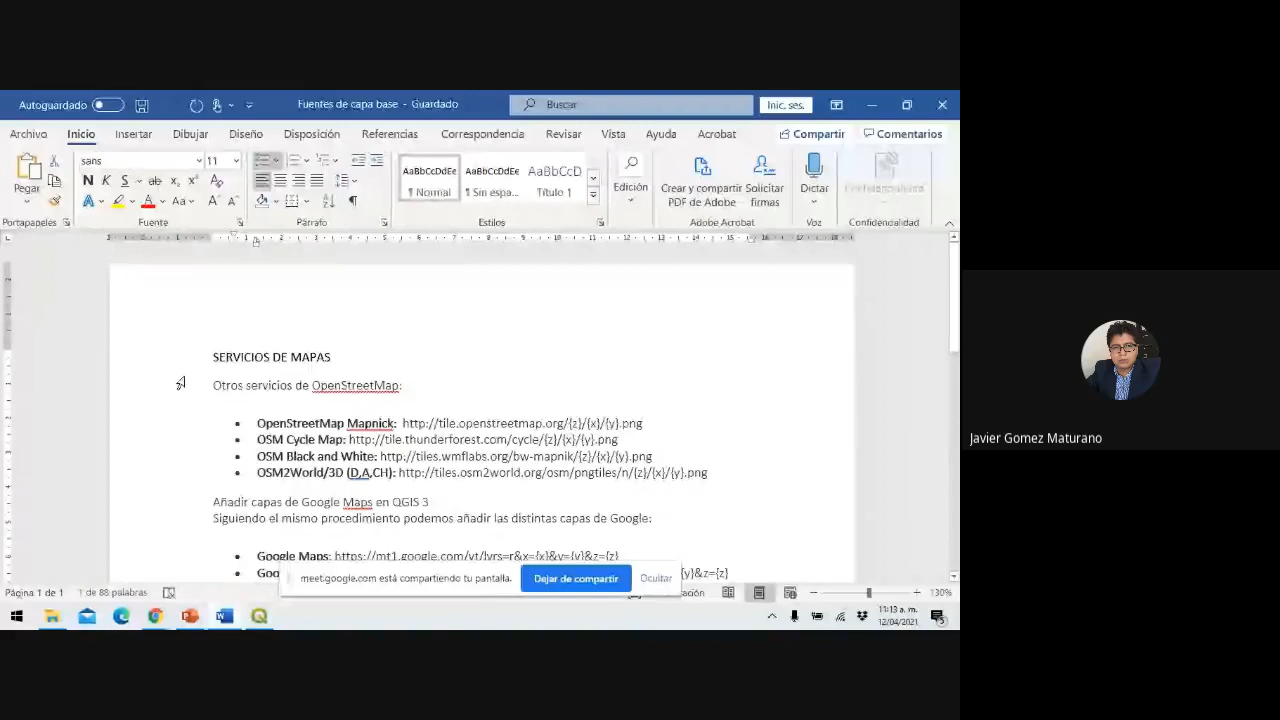 Autoguardado
Fuentes de capa base - Guardado
Buscar
Inic. ses.
Archivo Inicio Insertar Dibujar Diseño Disposición Referencias Correspondencia Revisar Vista Ayuda Acrobat Compartir Comentarios
sans 11
Pegar
N K S ab x₂ x²
A A Aa A A
AaBbCcDdEe AaBbCcDdEe AaBbCcD
¶ Normal ¶ Sin espa... Título 1
Edición
Crear y compartir PDF de Adobe
Solicitar firmas
Dictar
Confidencialidad
Portapapeles Fuente Párrafo Estilos Adobe Acrobat Voz Confidencialidad
SERVICIOS DE MAPAS
Otros servicios de OpenStreetMap:
• OpenStreetMap Mapnick: http://tile.openstreetmap.org/{z}/{x}/{y}.png
• OSM Cycle Map: http://tile.thunderforest.com/cycle/{z}/{x}/{y}.png
• OSM Black and White: http://tiles.wmflabs.org/bw-mapnik/{z}/{x}/{y}.png
• OSM2World/3D (D,A,CH): http://tiles.osm2world.org/osm/pngtiles/n/{z}/{x}/{y}.png
Añadir capas de Google Maps en QGIS 3
Siguiendo el mismo procedimiento podemos añadir las distintas capas de Google:
• Google Maps: https://mt1.google.com/vt/lyrs=r&x={x}&y={y}&z={z}
• Goo {y}&z={z}
meet.google.com está compartiendo tu pantalla. Dejar de compartir Ocultar
Página 1 de 1 1 de 88 palabras 130%
11:13 a. m.
12/04/2021
Javier Gomez Maturano